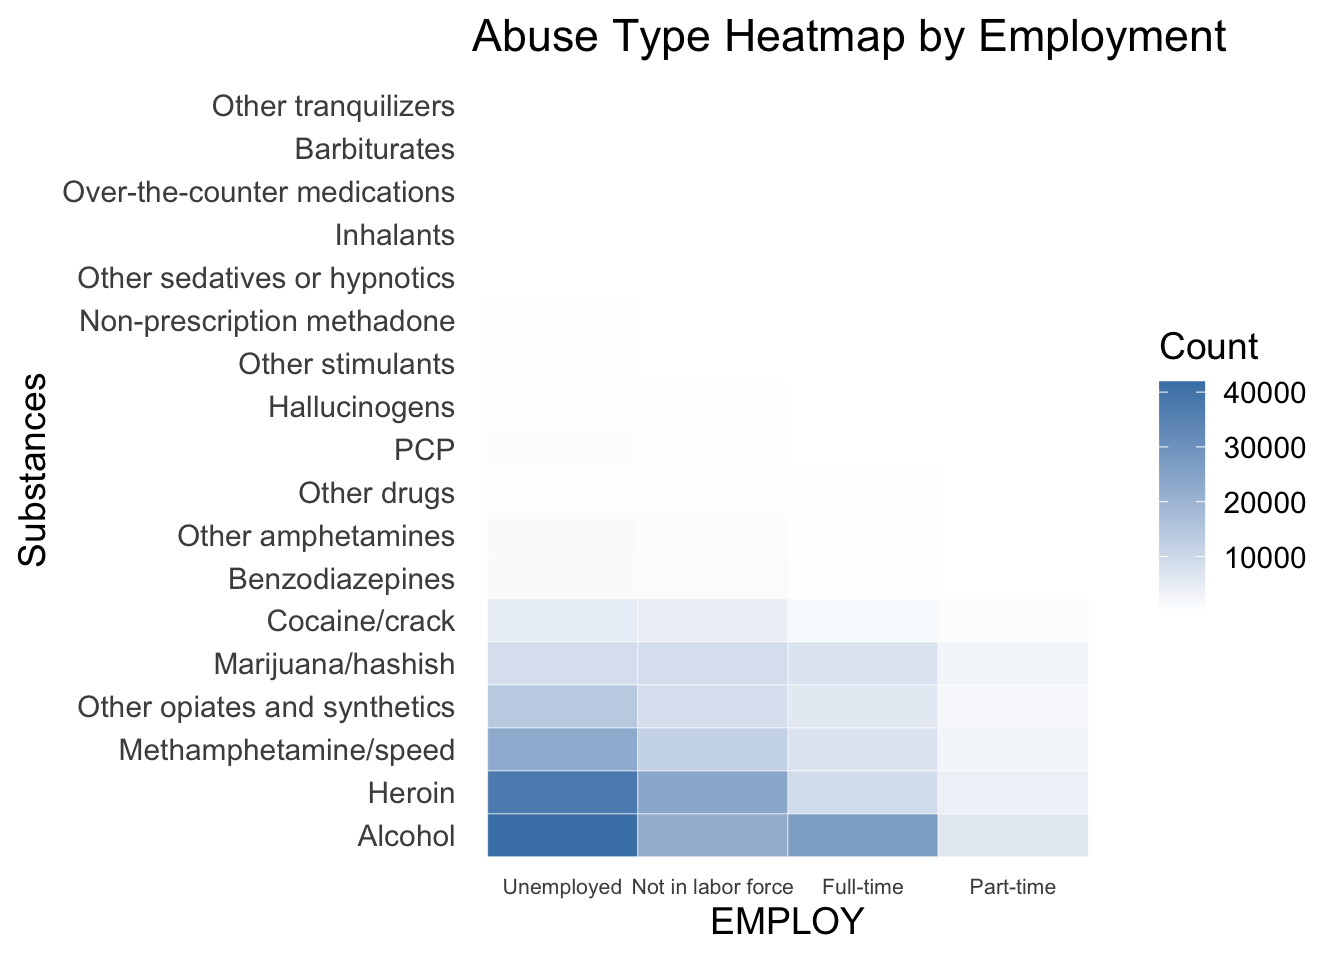 Abuse Type Heatmap by Employment
Other tranquilizers
Barbiturates
Over-the-counter medications
Inhalants
Other sedatives or hypnotics
Non-prescription methadone
Other stimulants
Hallucinogens
PCP
Other drugs
Other amphetamines
Benzodiazepines
Cocaine/crack
Marijuana/hashish
Other opiates and synthetics
Methamphetamine/speed
Heroin
Alcohol
Substances
Unemployed
Not in labor force
Full-time
Part-time
EMPLOY
Count
40000
30000
20000
10000